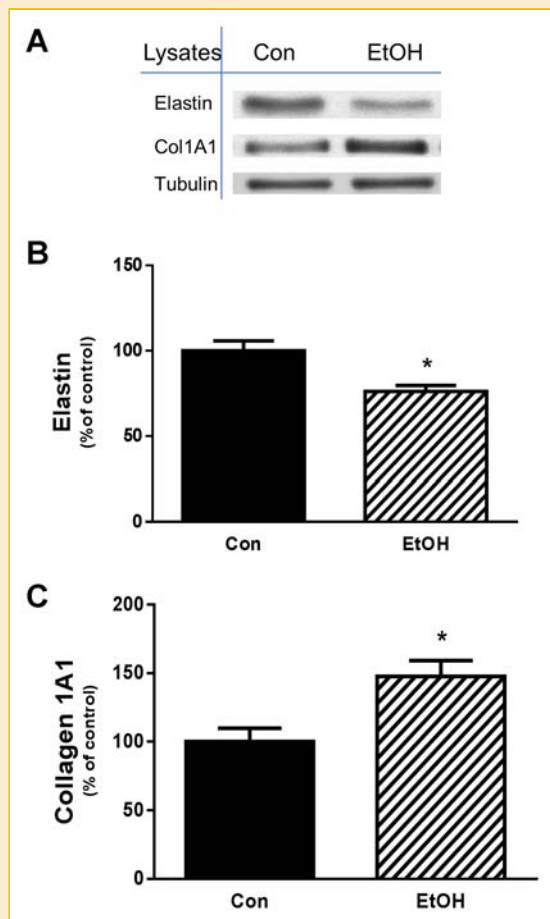 A
Lysates Con EtOH
Elastin
Col1A1
Tubulin
B
Elastin
(%of control)
150
100
50
0
*
Con EtOH
C
Collagen 1A1
(% of control)
200
150
100
50
0
*
Con EtOH